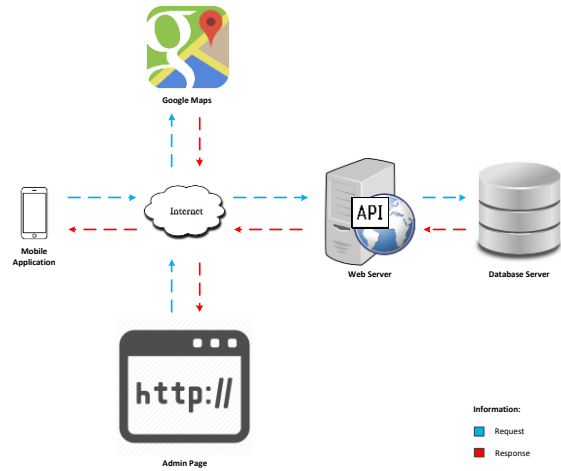 Google Maps
Internet
API
Mobile
Application
Web Server
Database Server
http://
Admin Page
Information:
Request
Response